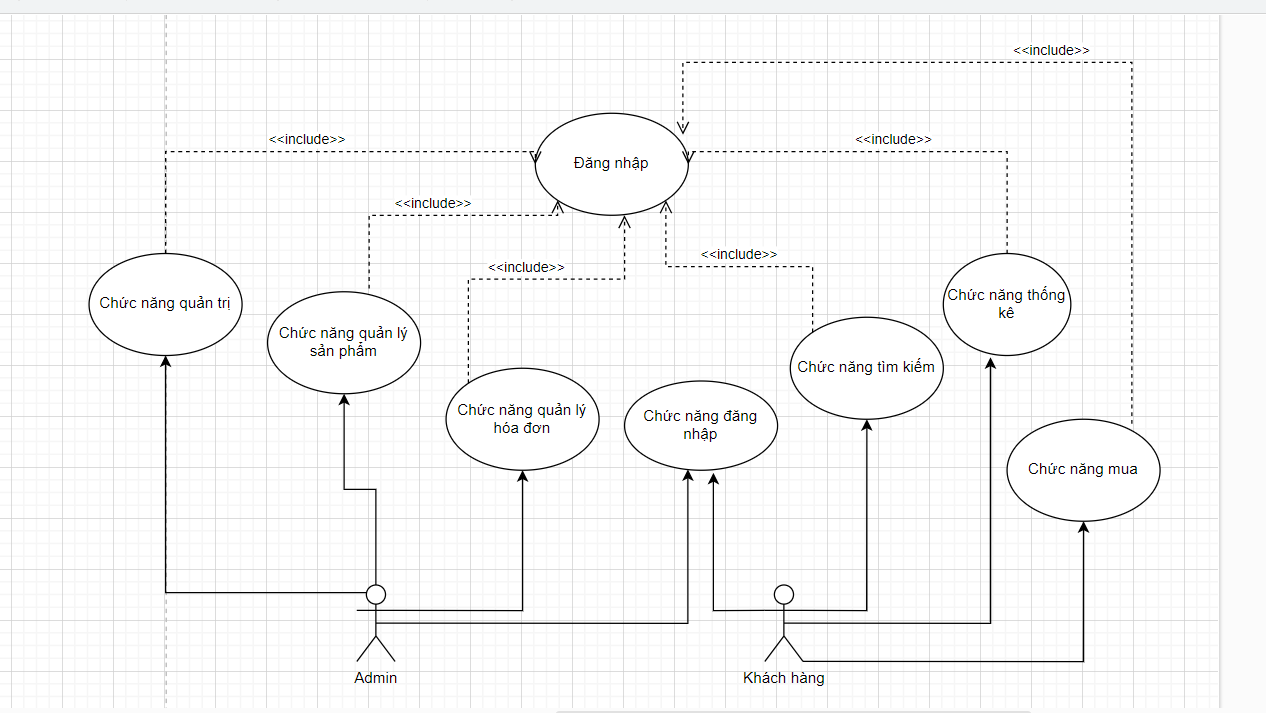 <<include>>
<<include>>
<<include>>
Đăng nhập
<<include>>
<<include>>
<<include>>
Chức năng quản trị
Chức năng thống
kê
Chức năng quản lý
sản phẩm
Chức năng tìm kiếm
Chức năng quản lý
hóa đơn
Chức năng đăng
nhập
Chức năng mua
Admin
Khách hàng